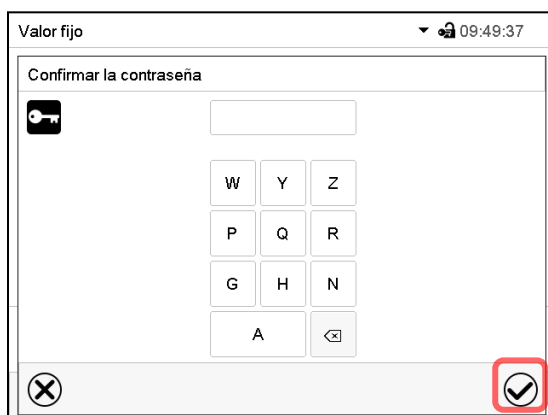 Valor fijo 09:49:37
Confirmar la contraseña
W Y Z
P Q R
G H N
A